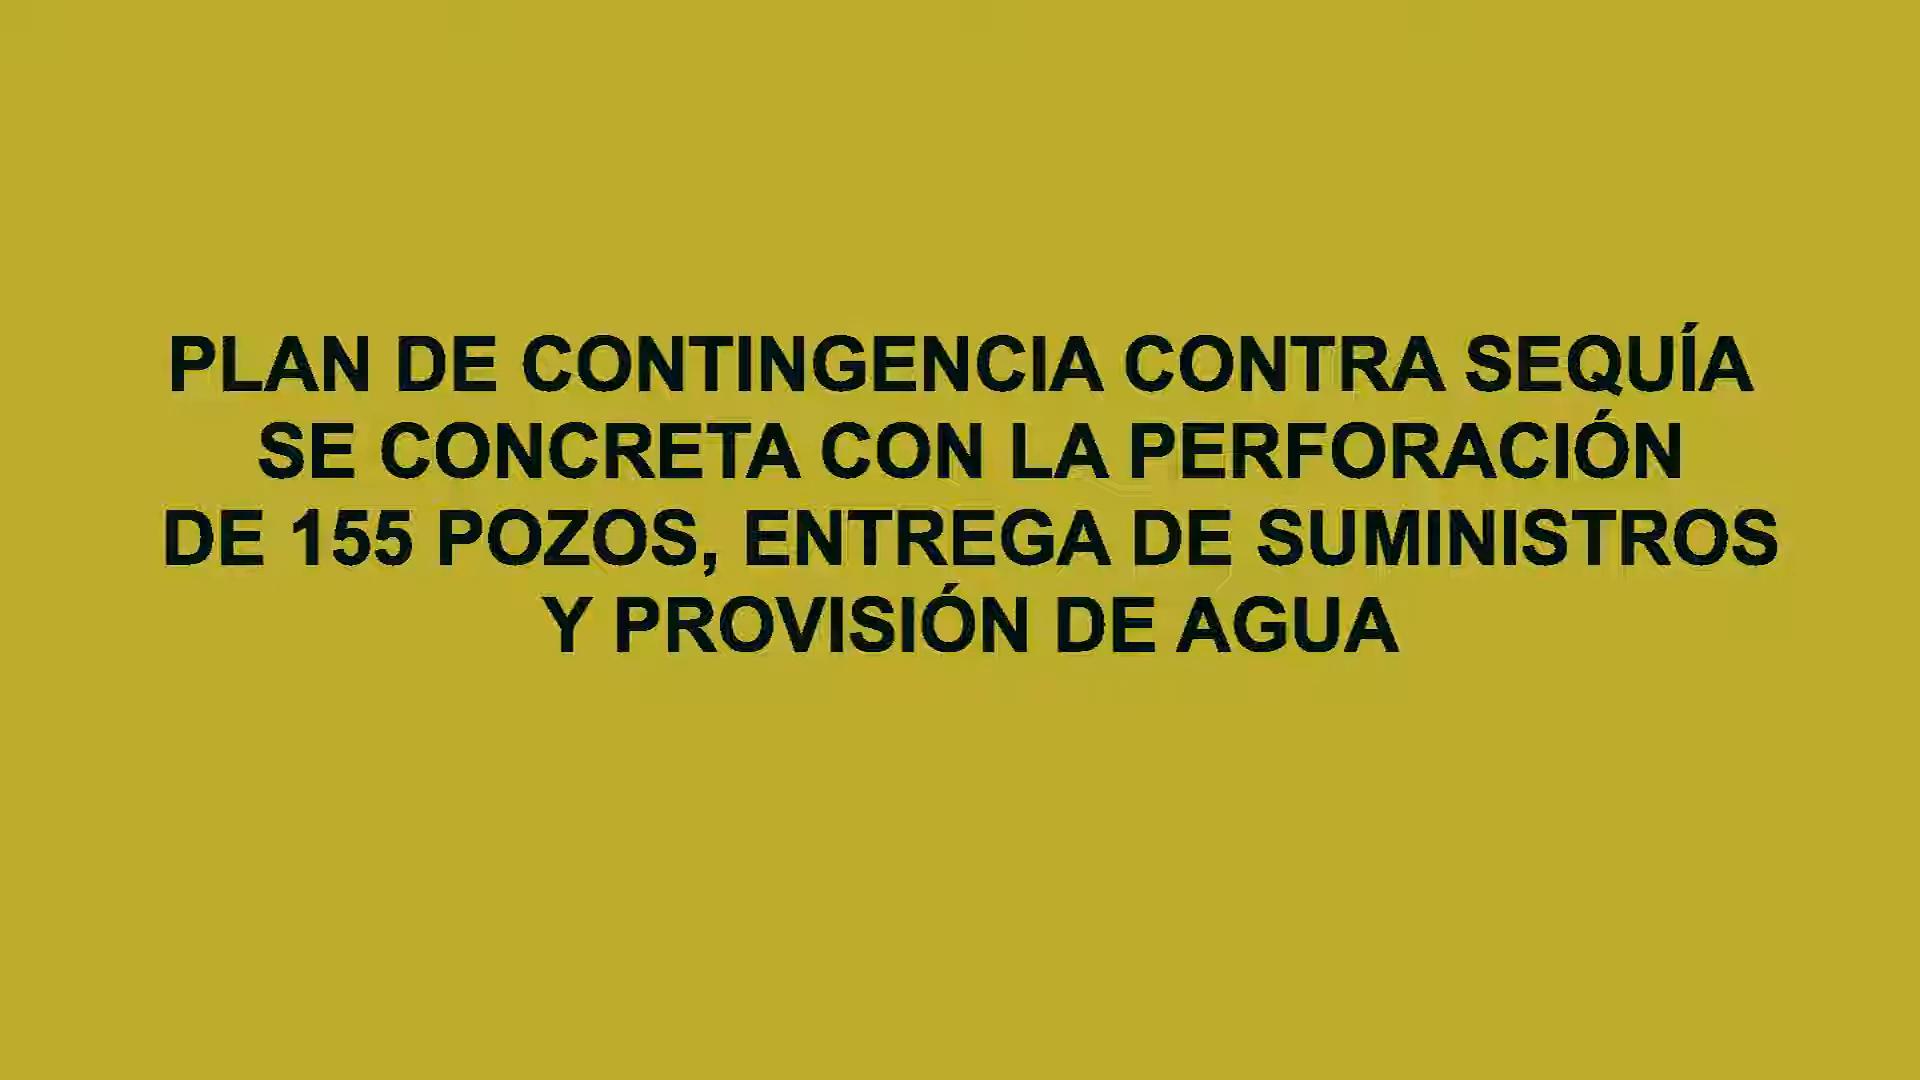 PLAN DE CONTINGENCIA CONTRA SEQUÍA
SE CONCRETA CON LA PERFORACIÓN
DE 155 POZOS, ENTREGA DE SUMINISTROS
Y PROVISIÓN DE AGUA